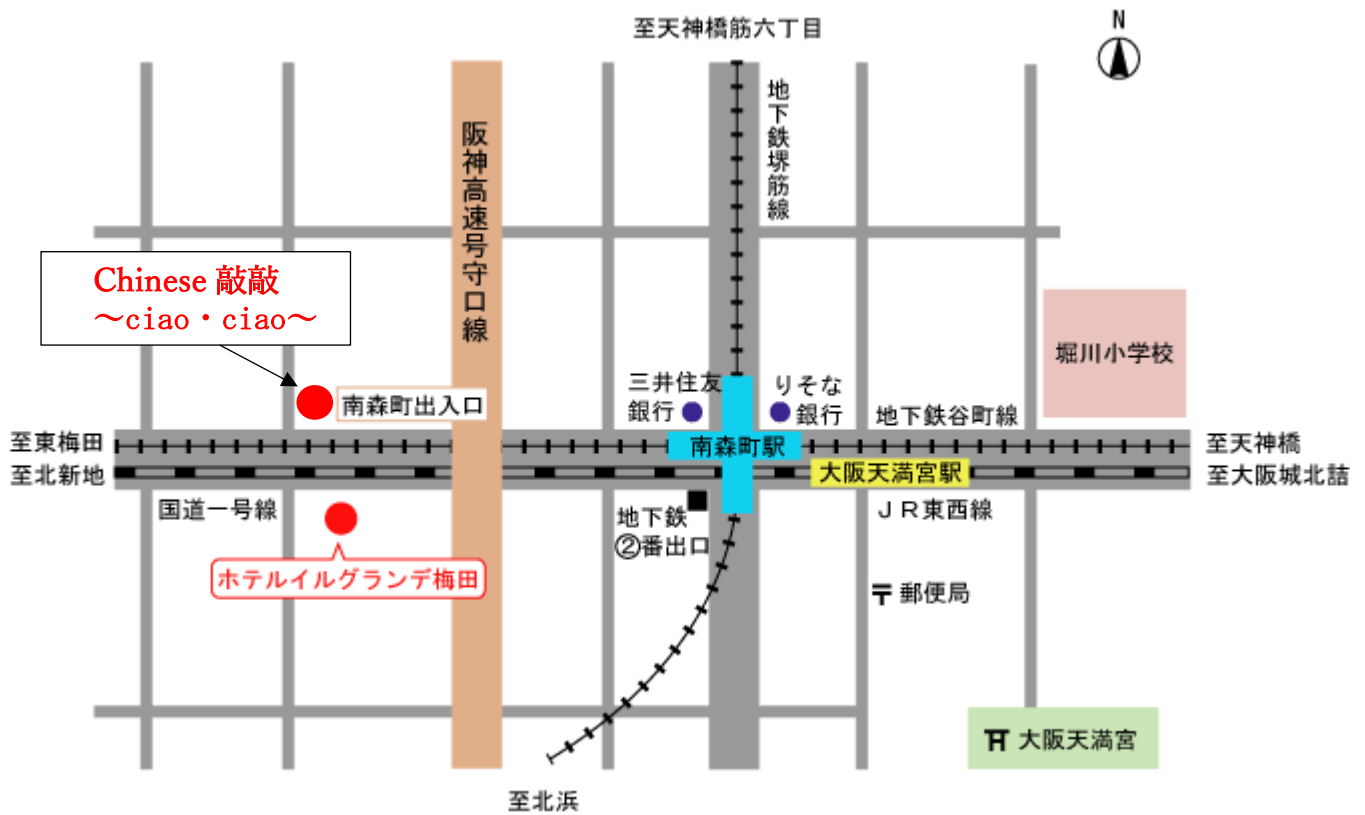 至天神橋筋六丁目
N
地下鉄堺筋線
阪神高速号守口線
Chinese 敲敲
～ciao・ciao～
堀川小学校
南森町出入口
三井住友
銀行
りそな
銀行
地下鉄谷町線
至東梅田
南森町駅
至天神橋
至北新地
大阪天満宮駅
至大阪城北詰
国道一号線
地下鉄
②番出口
ＪＲ東西線
ホテルイルグランデ梅田
〒郵便局
大阪天満宮
至北浜